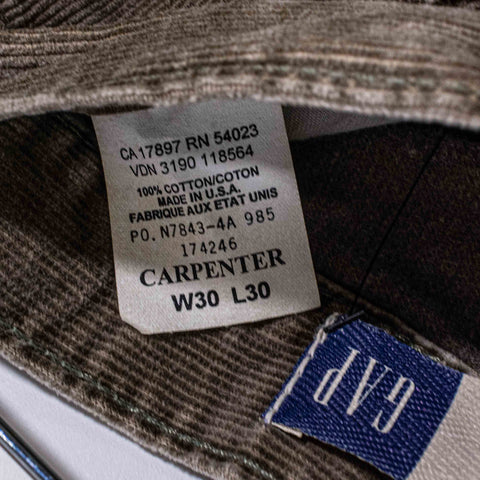 CA17897 RN 54023
VDN 3190 118564
100% COTTON/COTON
MADE IN U.S.A.
FABRIQUE AUX ETAT UNIS
PO. N7843-4A 985
174246
CARPENTER
W30 L30
GAP